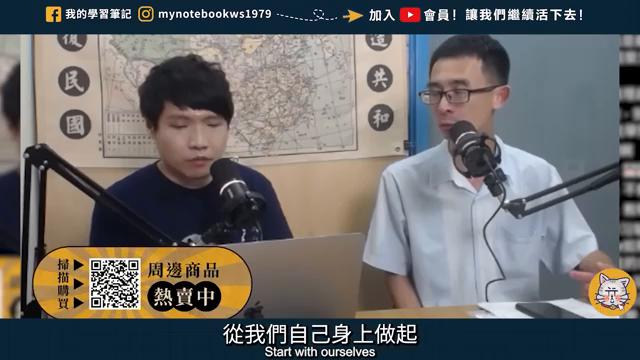 我的學習筆記 mynotebookws1979 加入 會員！讓我們繼續活下去！
復 民 國
造 共 和
掃描購買
周邊商品
熱賣中
從我們自己身上做起
Start with ourselves